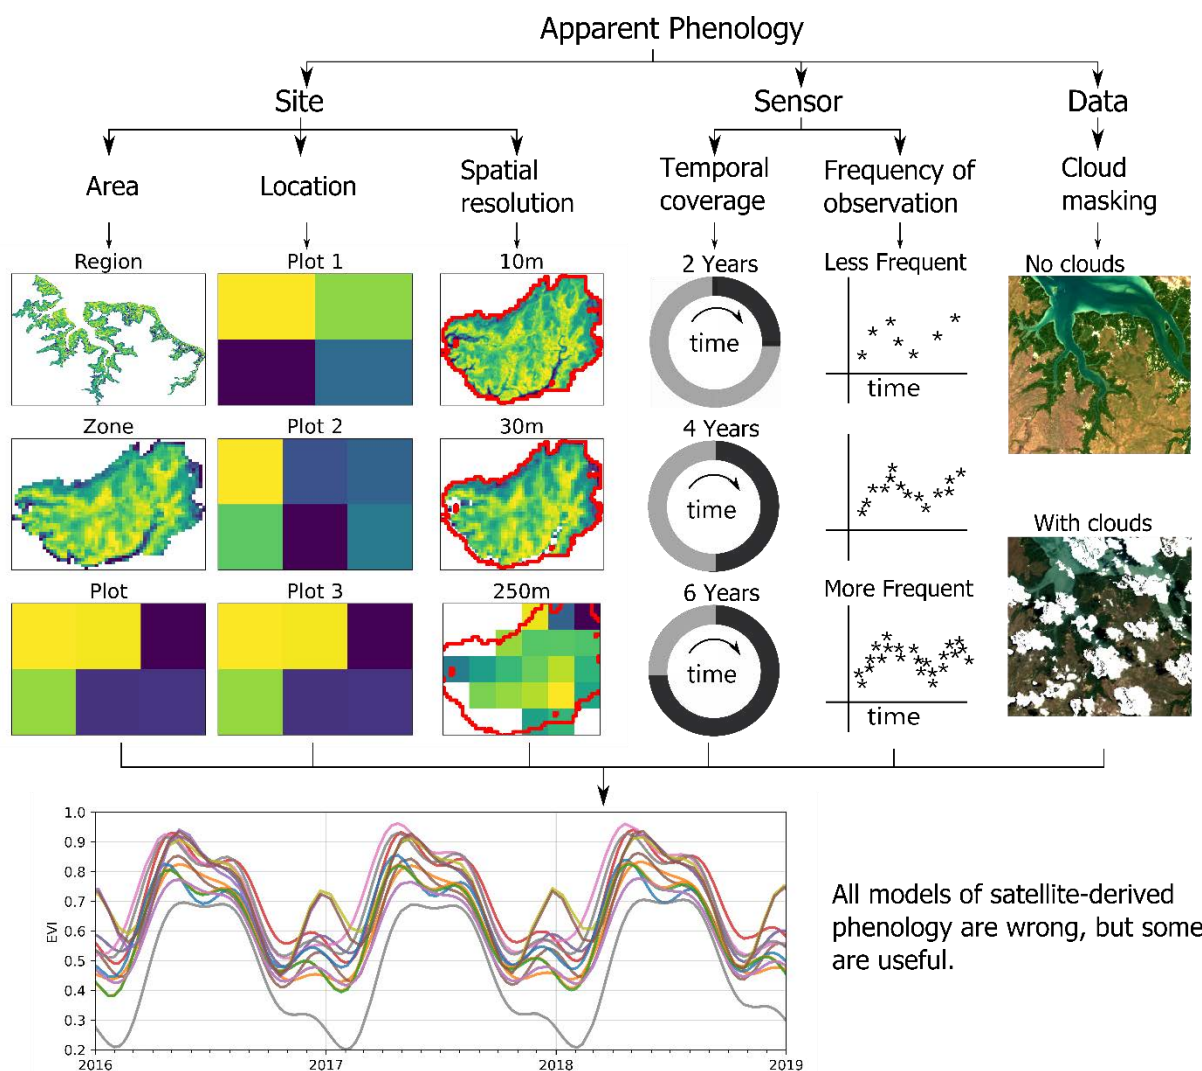 Apparent Phenology
Site
Sensor
Data
Area
Location
Spatial
resolution
Temporal
coverage
Frequency of
observation
Cloud
masking
Region
Plot 1
10m
2 Years
Less Frequent
No clouds
time
time
Zone
Plot 2
30m
4 Years
time
With clouds
Plot
Plot 3
250m
6 Years
More Frequent
time
time
EVI
1.0
0.9
0.8
0.7
0.6
0.5
0.4
0.3
0.2
2016
2017
2018
2019
All models of satellite-derived
phenology are wrong, but some
are useful.